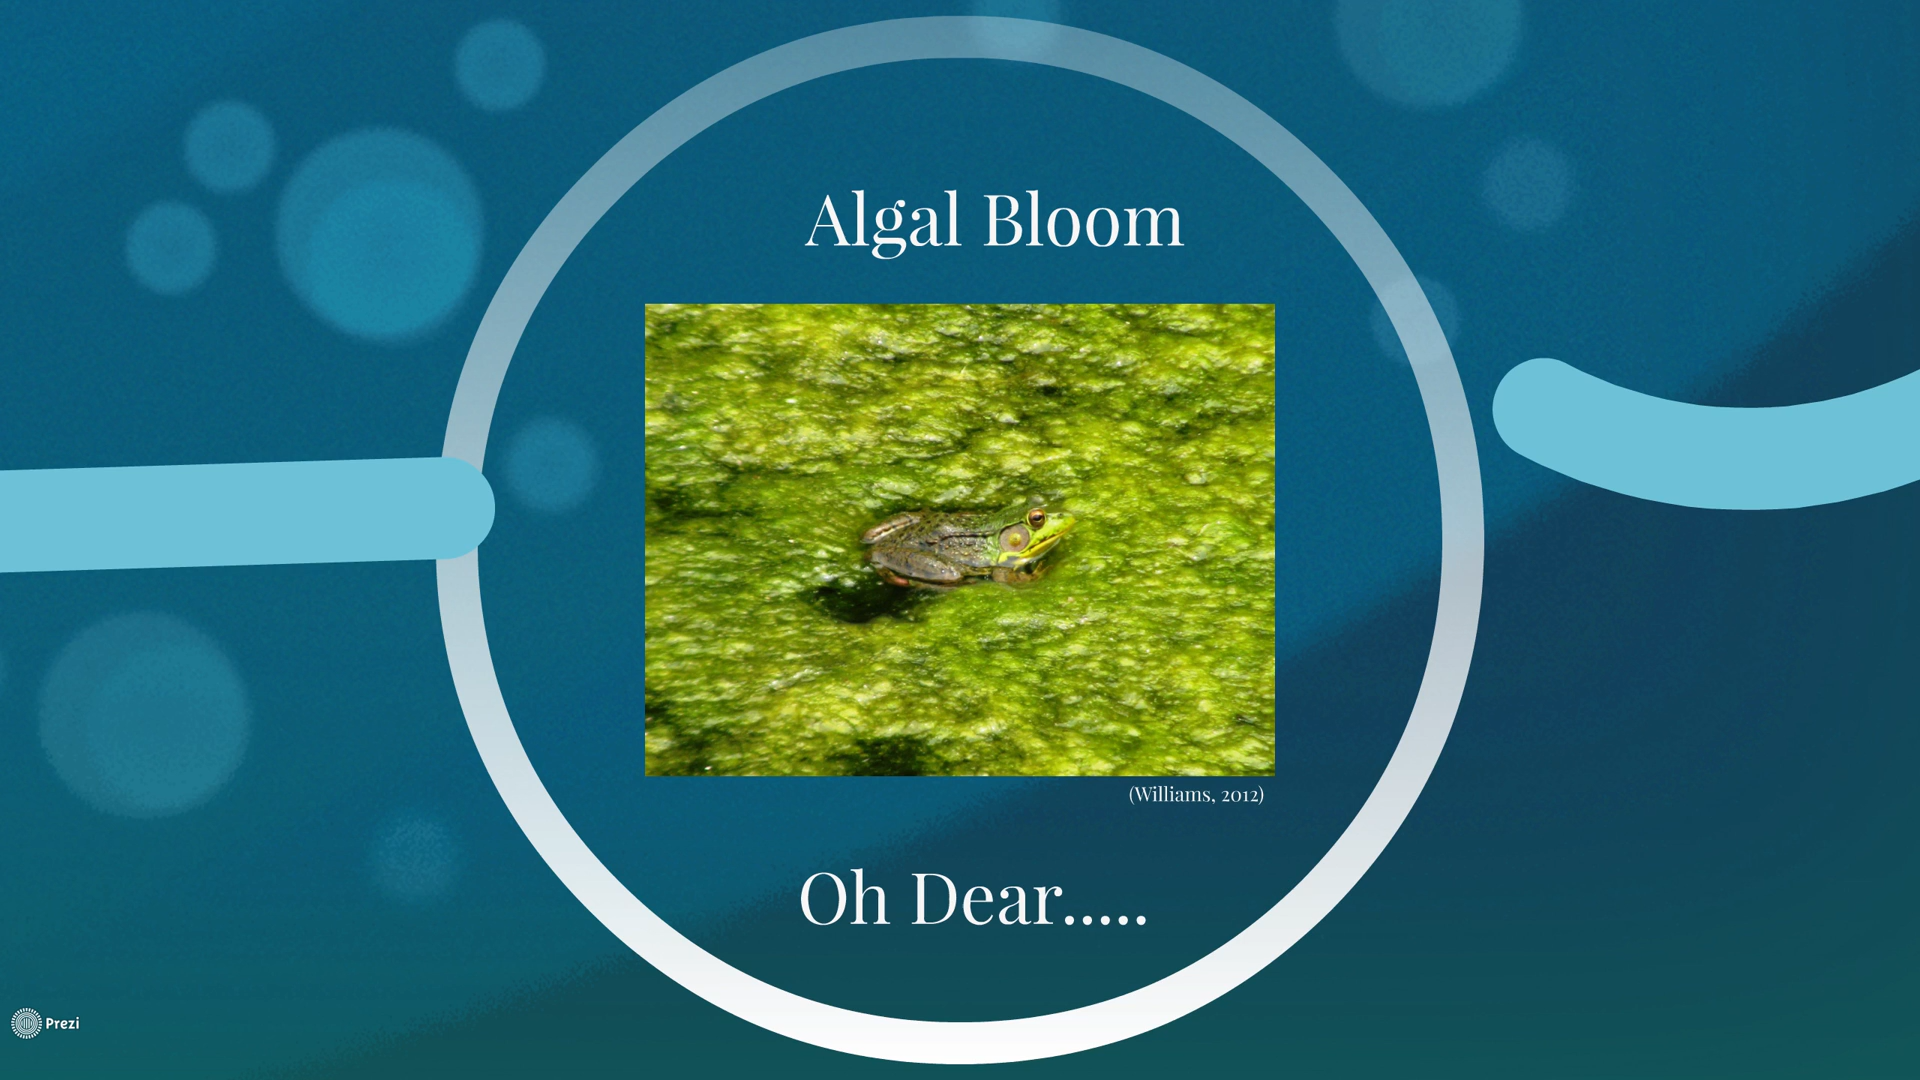 Algal Bloom
(Williams, 2012)
Oh Dear.....
Prezi